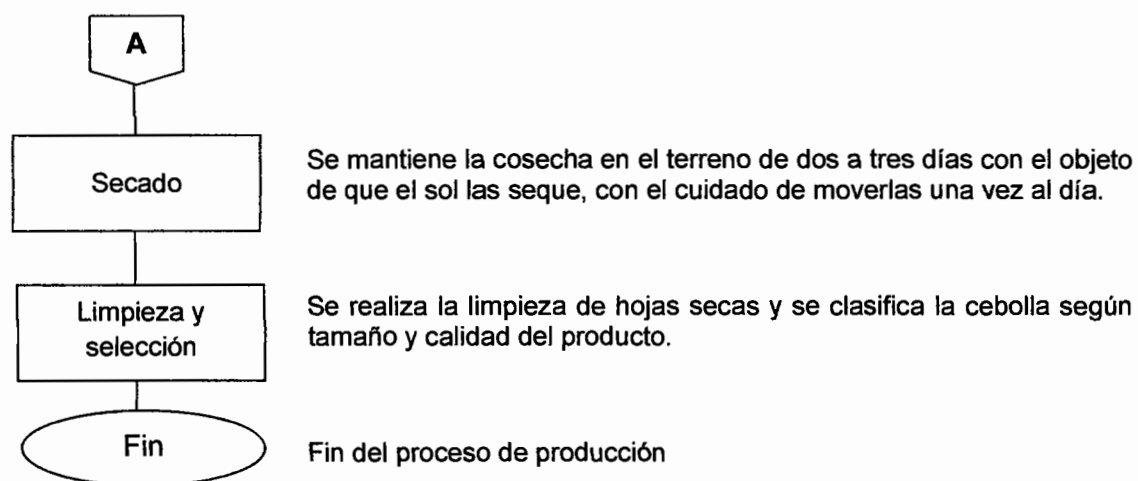 A
Secado
Se mantiene la cosecha en el terreno de dos a tres días con el objeto
de que el sol las seque, con el cuidado de moverlas una vez al día.
Limpieza y
selección
Se realiza la limpieza de hojas secas y se clasifica la cebolla según
tamaño y calidad del producto.
Fin
Fin del proceso de producción